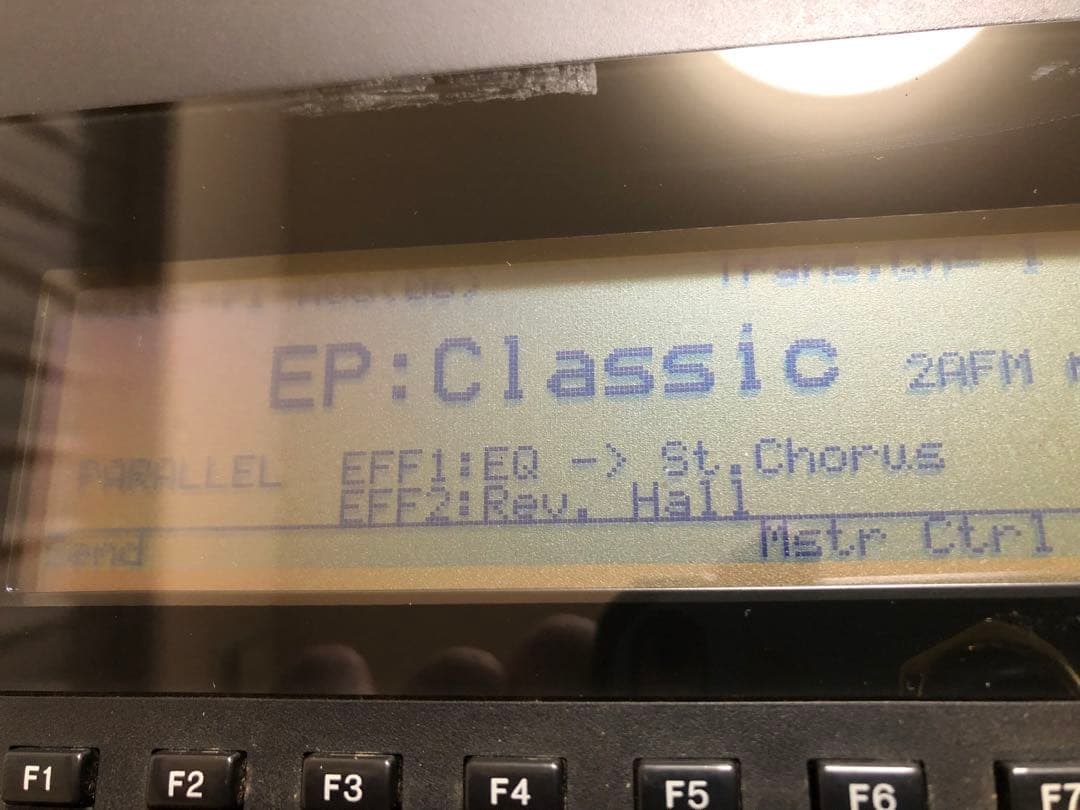 EP:Classic 2AFM
PARALLEL EFF1:EQ -> St.Chorus
EFF2:Rev. Hall
Send Mstr Ctrl
F1 F2 F3 F4 F5 F6 F7